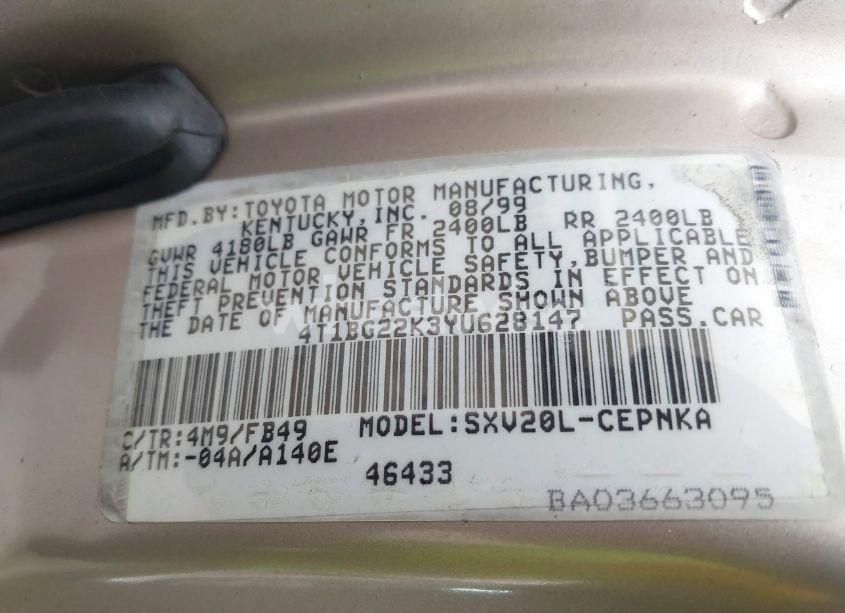 MFD.BY:TOYOTA MOTOR MANUFACTURING,
KENTUCKY,INC. 08/99
GVWR 4180LB GAWR FR 2400LB RR 2400LB
THIS VEHICLE CONFORMS TO ALL APPLICABLE
FEDERAL MOTOR VEHICLE SAFETY,BUMPER AND
THEFT PREVENTION STANDARDS IN EFFECT ON
THE DATE OF MANUFACTURE SHOWN ABOVE
4T1BG22K3YU628147 PASS.CAR
C/TR:4M9/FB49 MODEL:SXV20L-CEPNKA
A/TM:-04A/A140E
46433
BA03663095